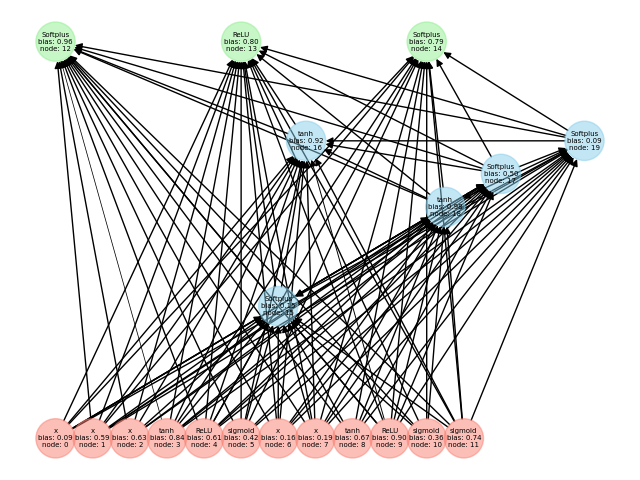 Softplus
bias: 0.96
node: 12
ReLU
bias: 0.80
node: 13
Softplus
bias: 0.79
node: 14
tanh
bias: 0.92
node: 16
Softplus
bias: 0.09
node: 19
Softplus
bias: 0.50
node: 17
tanh
bias: 0.98
node: 18
Softplus
bias:
node: 15
x
bias: 0.09
node: 0
x
bias: 0.59
node: 1
x
bias: 0.63
node: 2
tanh
bias: 0.84
node: 3
ReLU
bias: 0.61
node: 4
sigmoid
bias: 0.42
node: 5
x
bias: 0.16
node: 6
x
bias: 0.19
node: 7
tanh
bias: 0.67
node: 8
ReLU
bias: 0.90
node: 9
sigmoid
bias: 0.36
node: 10
sigmoid
bias: 0.74
node: 11